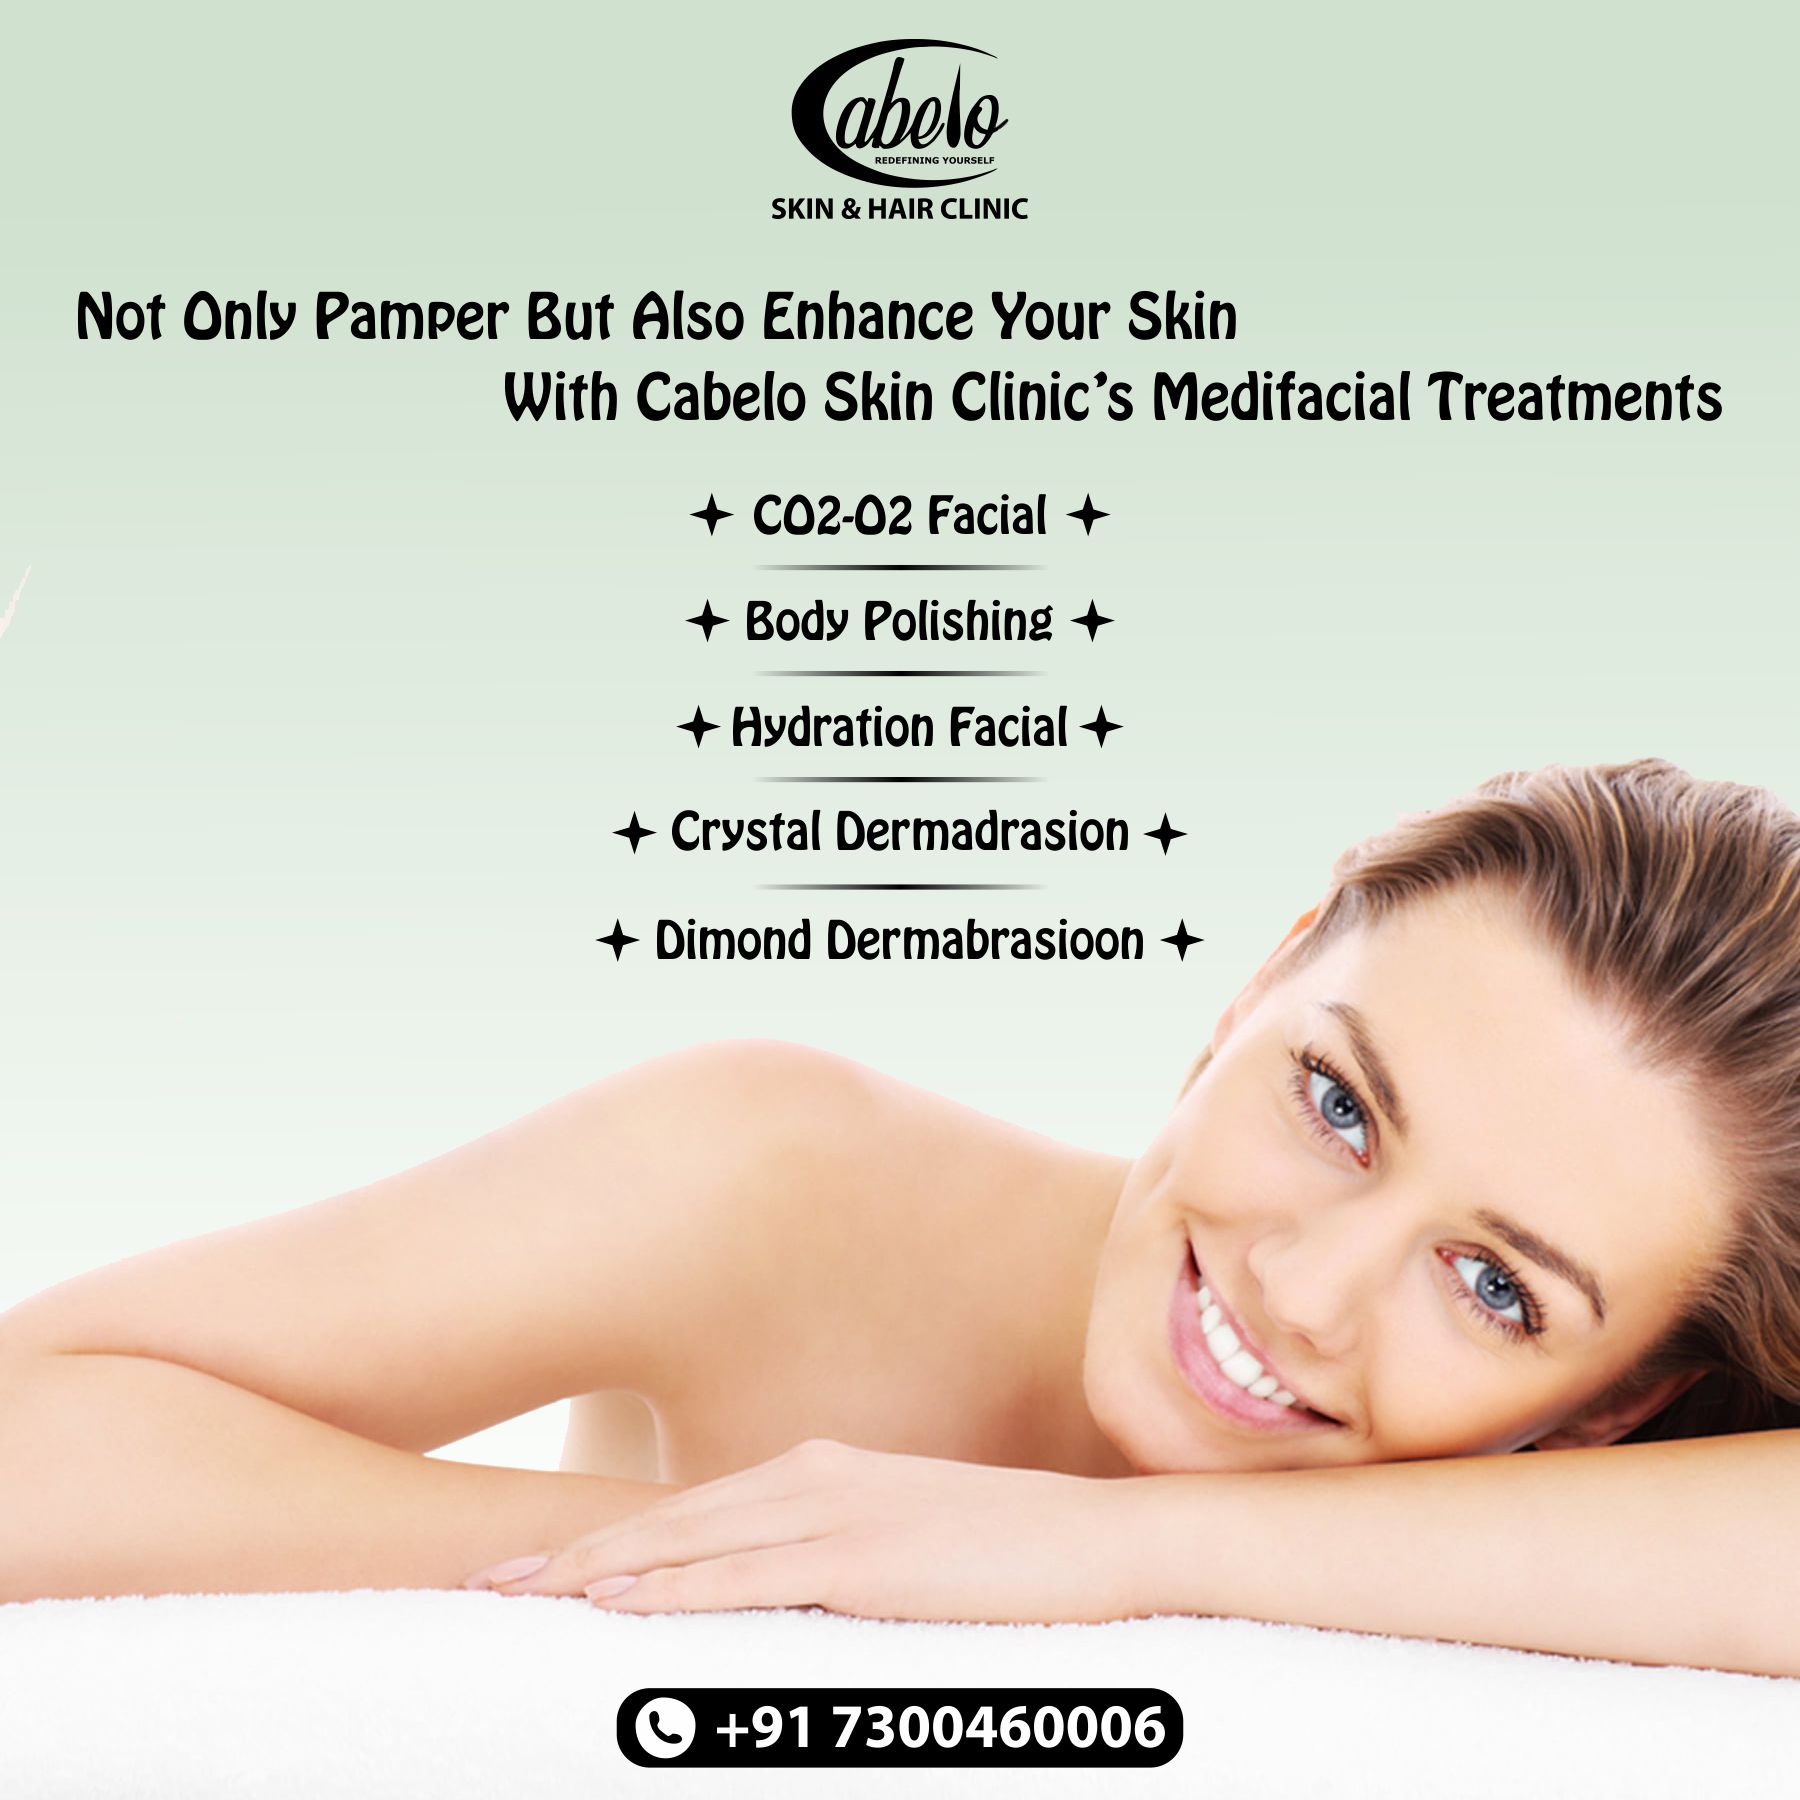 Cabelo
REDEFINING YOURSELF
SKIN & HAIR CLINIC
Not Only Pamper But Also Enhance Your Skin
With Cabelo Skin Clinic's Medifacial Treatments
CO2-O2 Facial
Body Polishing
Hydration Facial
Crystal Dermadrasion
Dimond Dermabrasioon
+91 7300460006